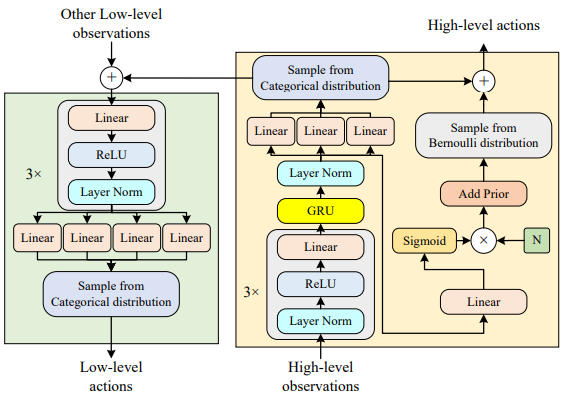 Other Low-level
observations
High-level actions
+
Sample from
Categorical distribution
+
Linear
ReLU
Layer Norm
3×
Linear
Linear
Linear
Linear
Sample from
Categorical distribution
Low-level
actions
Linear
Linear
Linear
Layer Norm
GRU
Linear
ReLU
Layer Norm
3×
High-level
observations
Sample from
Bernoulli distribution
Add Prior
Sigmoid
×
N
Linear